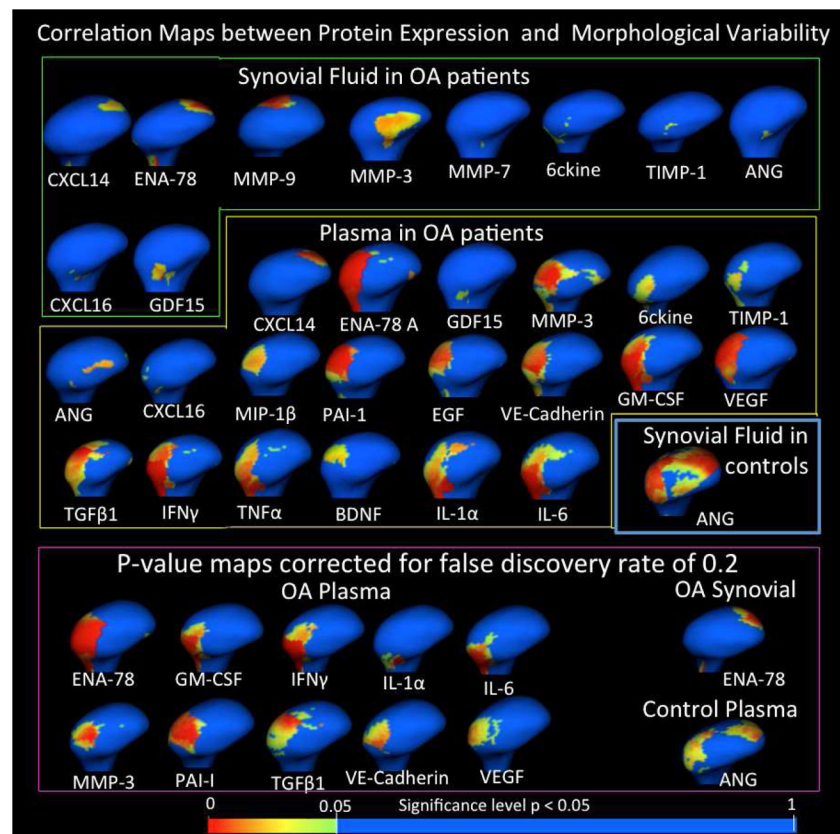 Correlation Maps between Protein Expression and Morphological Variability
Synovial Fluid in OA patients
CXCL14 ENA-78 MMP-9 MMP-3 MMP-7 6ckine TIMP-1 ANG
CXCL16 GDF15
Plasma in OA patients
CXCL14 ENA-78 A GDF15 MMP-3 6ckine TIMP-1
ANG CXCL16 MIP-1β PAI-1 EGF VE-Cadherin GM-CSF VEGF
TGFβ1 IFNγ TNFα BDNF IL-1α IL-6
Synovial Fluid in
controls
ANG
P-value maps corrected for false discovery rate of 0.2
OA Plasma
ENA-78 GM-CSF IFNγ IL-1α IL-6
MMP-3 PAI-I TGFβ1 VE-Cadherin VEGF
OA Synovial
ENA-78
Control Plasma
ANG
0 0.05 Significance level p < 0.05 1